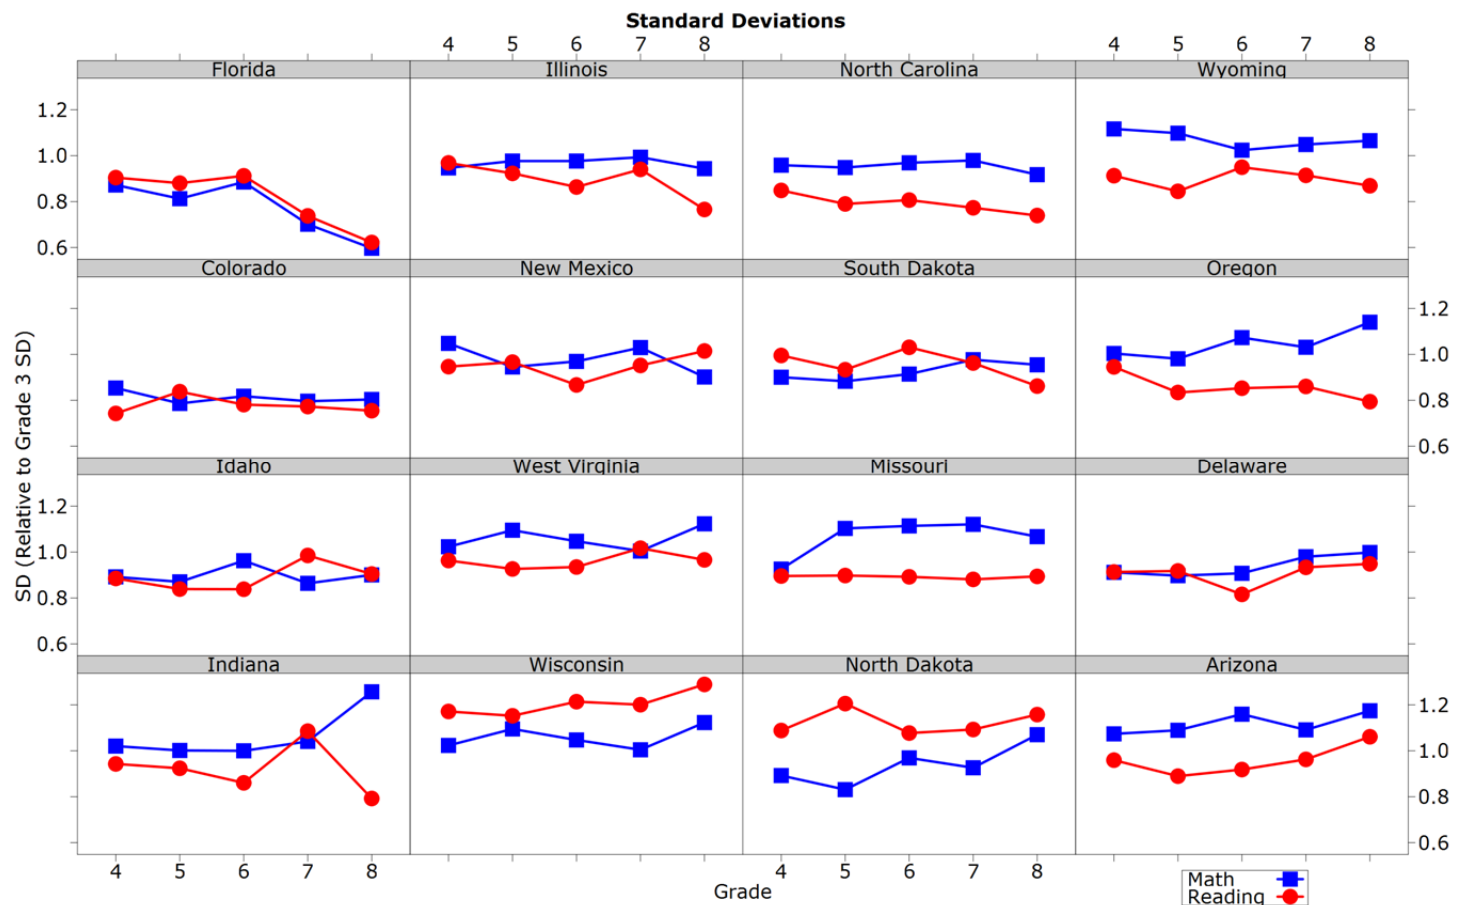 Standard Deviations
4 5 6 7 8 4 5 6 7 8
Florida Illinois North Carolina Wyoming
1.2
1.0
0.8
0.6
Colorado New Mexico South Dakota Oregon
1.2
1.0
0.8
0.6
Idaho West Virginia Missouri Delaware
1.2
1.0
0.8
0.6
Indiana Wisconsin North Dakota Arizona
1.2
1.0
0.8
0.6
SD (Relative to Grade 3 SD)
4 5 6 7 8 4 5 6 7 8
Grade
Math
Reading